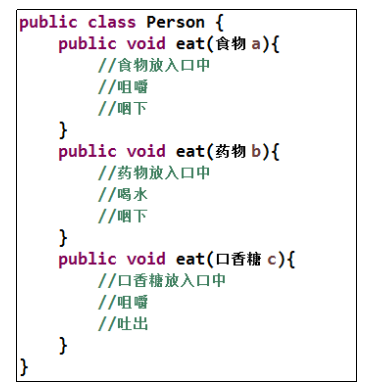 public class Person {
public void eat(食物 a){
//食物放入口中
//咀嚼
//咽下
}
public void eat(药物 b){
//药物放入口中
//喝水
//咽下
}
public void eat(口香糖 c){
//口香糖放入口中
//咀嚼
//吐出
}
}